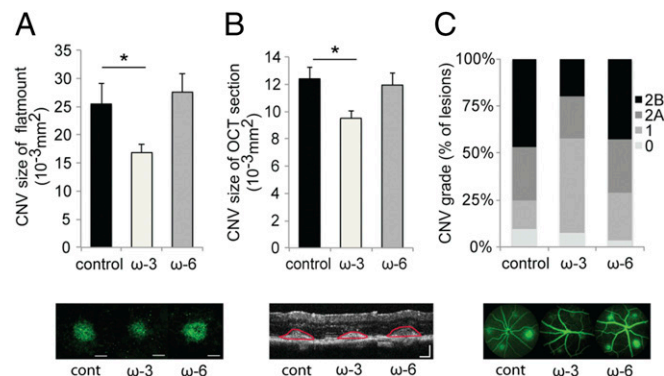 A
CNV size of flatmount
(10⁻³mm²)
35
30
25
20
15
10
5
0
*
control ω-3 ω-6
cont ω-3 ω-6
B
CNV size of OCT section
(10⁻³mm²)
14
12
10
8
6
4
2
0
*
control ω-3 ω-6
cont ω-3 ω-6
C
CNV grade (% of lesions)
100%
75%
50%
25%
0%
2B
2A
1
0
control ω-3 ω-6
cont ω-3 ω-6